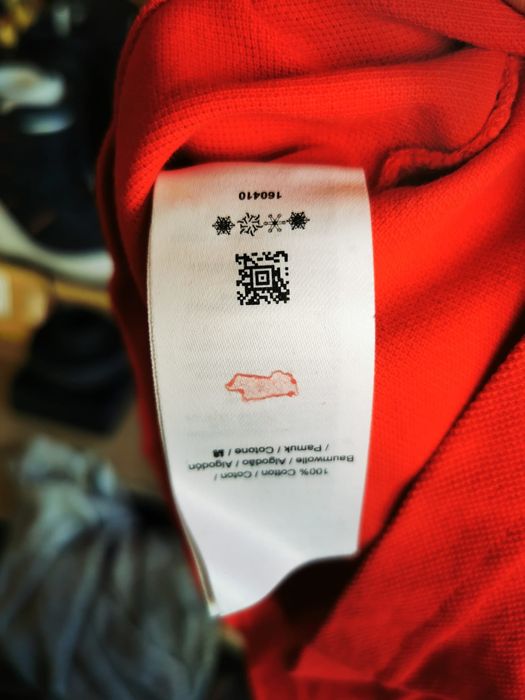 100% Cotton / Coton /
Baumwolle / Algodão / Algodón
/ Pamuk / Cotone / 棉
160410